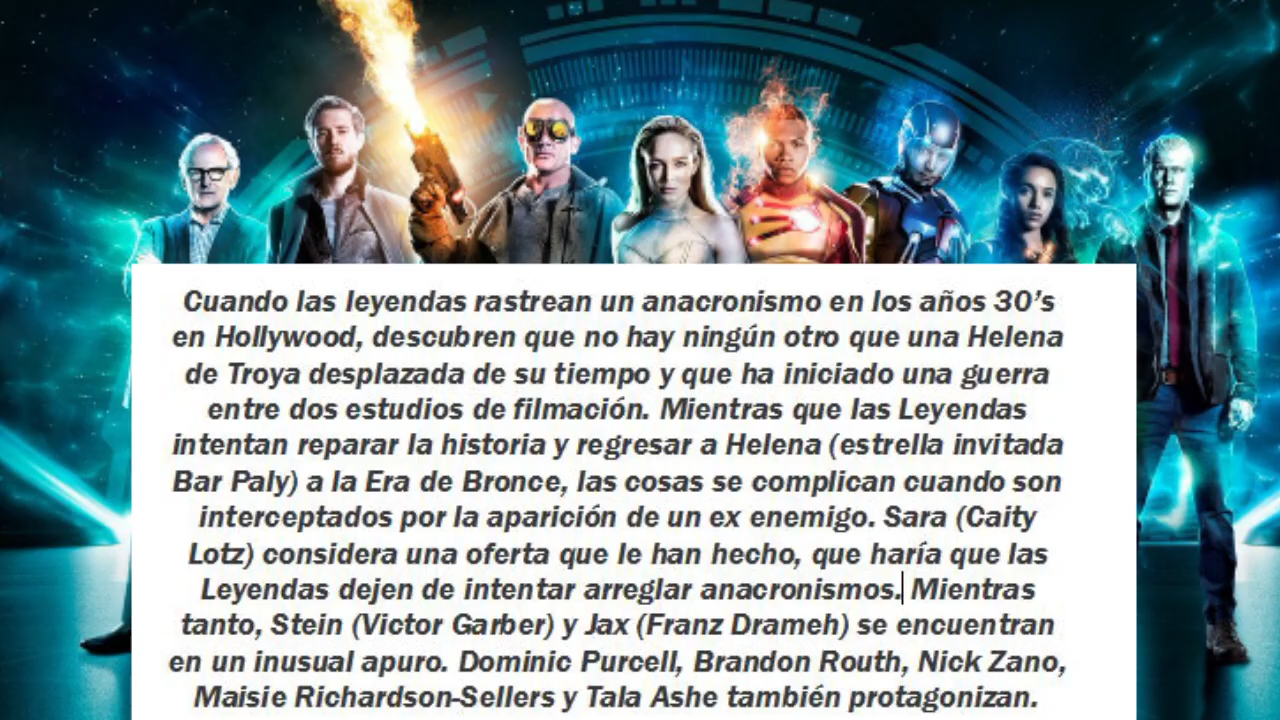 Cuando las leyendas rastrean un anacronismo en los años 30’s
en Hollywood, descubren que no hay ningún otro que una Helena
de Troya desplazada de su tiempo y que ha iniciado una guerra
entre dos estudios de filmación. Mientras que las Leyendas
intentan reparar la historia y regresar a Helena (estrella invitada
Bar Paly) a la Era de Bronce, las cosas se complican cuando son
interceptados por la aparición de un ex enemigo. Sara (Caity
Lotz) considera una oferta que le han hecho, que haría que las
Leyendas dejen de intentar arreglar anacronismos. Mientras
tanto, Stein (Victor Garber) y Jax (Franz Drameh) se encuentran
en un inusual apuro. Dominic Purcell, Brandon Routh, Nick Zano,
Maisie Richardson-Sellers y Tala Ashe también protagonizan.